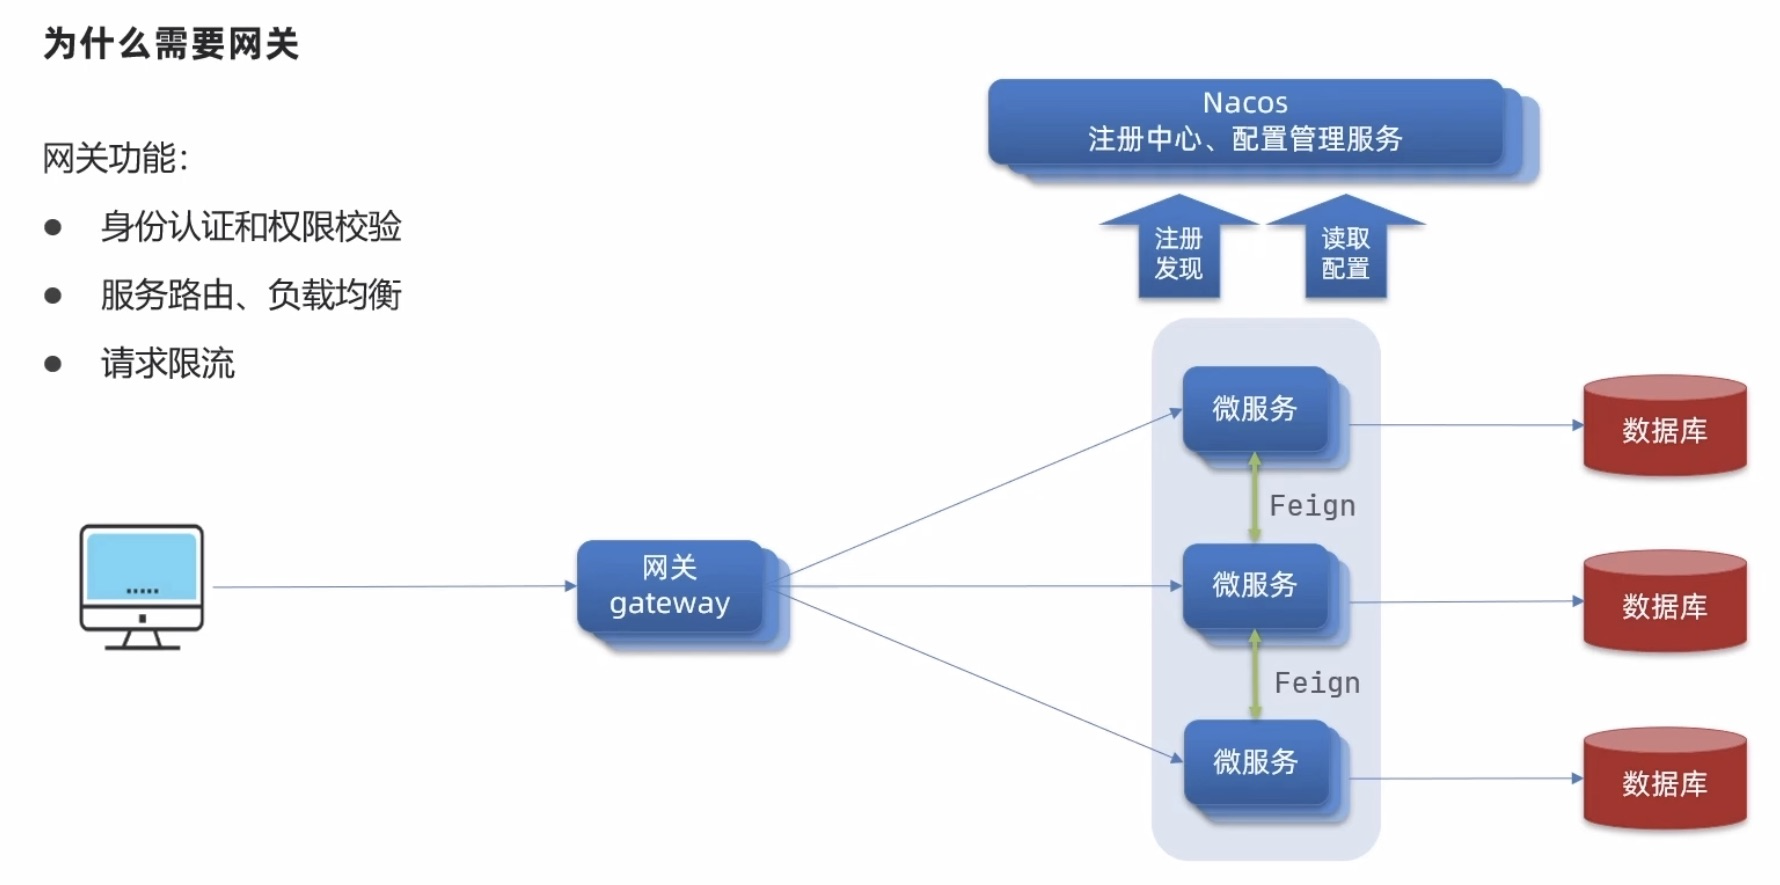 为什么需要网关
网关功能：
● 身份认证和权限校验
● 服务路由、负载均衡
● 请求限流
Nacos
注册中心、配置管理服务
注册
发现
读取
配置
微服务
数据库
Feign
网关
gateway
微服务
数据库
Feign
微服务
数据库